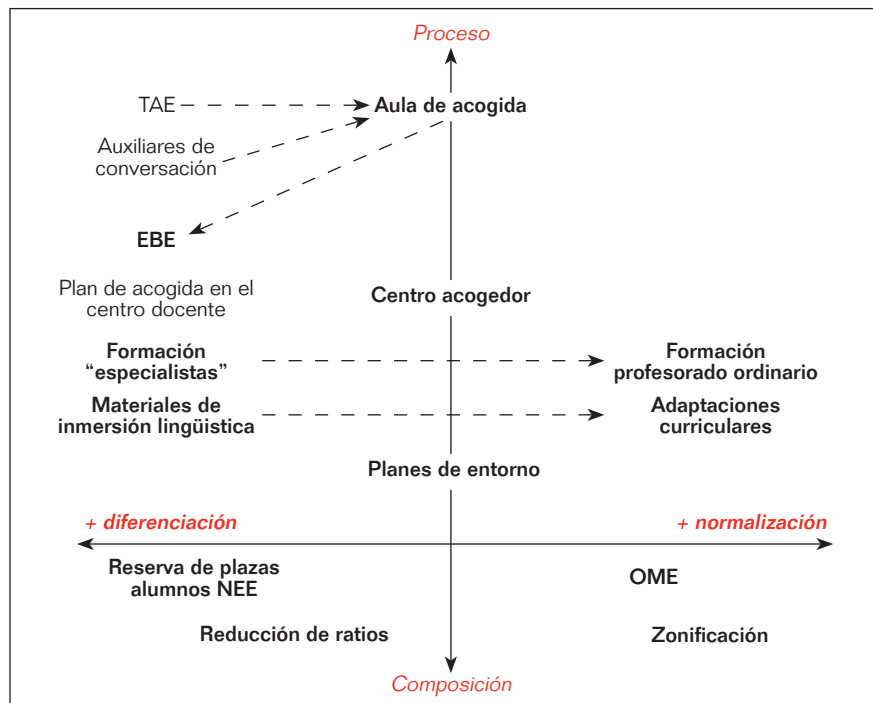 Proceso
TAE
Aula de acogida
Auxiliares de
conversación
EBE
Plan de acogida en el
centro docente
Centro acogedor
Formación
“especialistas”
Formación
profesorado ordinario
Materiales de
inmersión lingüistica
Adaptaciones
curriculares
Planes de entorno
+ diferenciación
+ normalización
Reserva de plazas
alumnos NEE
OME
Reducción de ratios
Zonificación
Composición